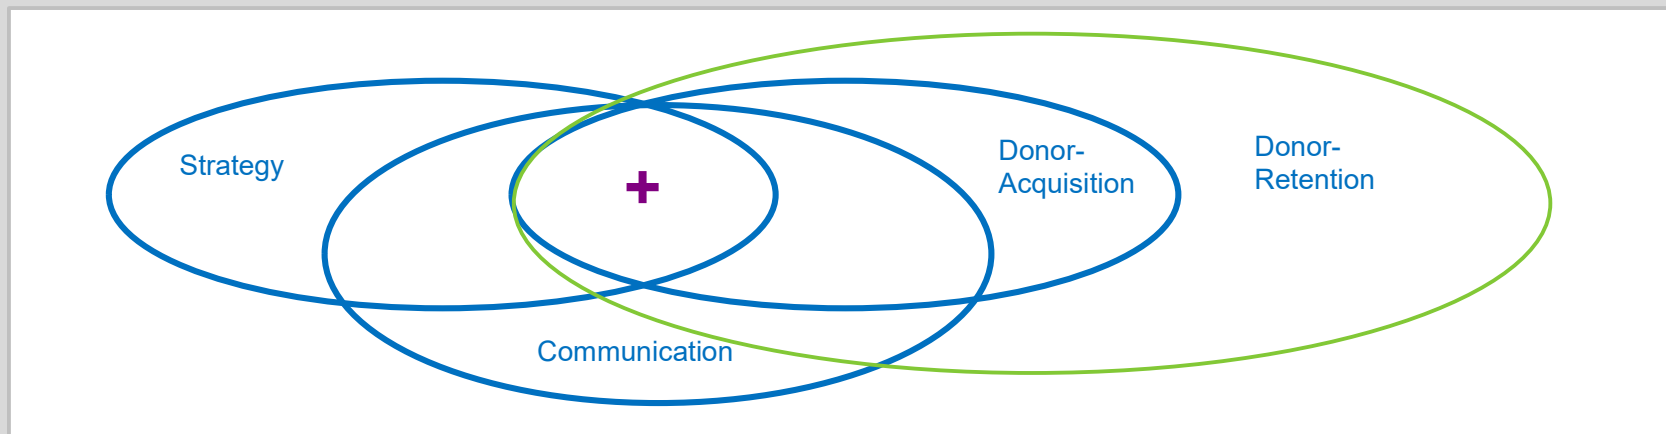 Strategy
Donor-
Acquisition
Donor-
Retention
Communication